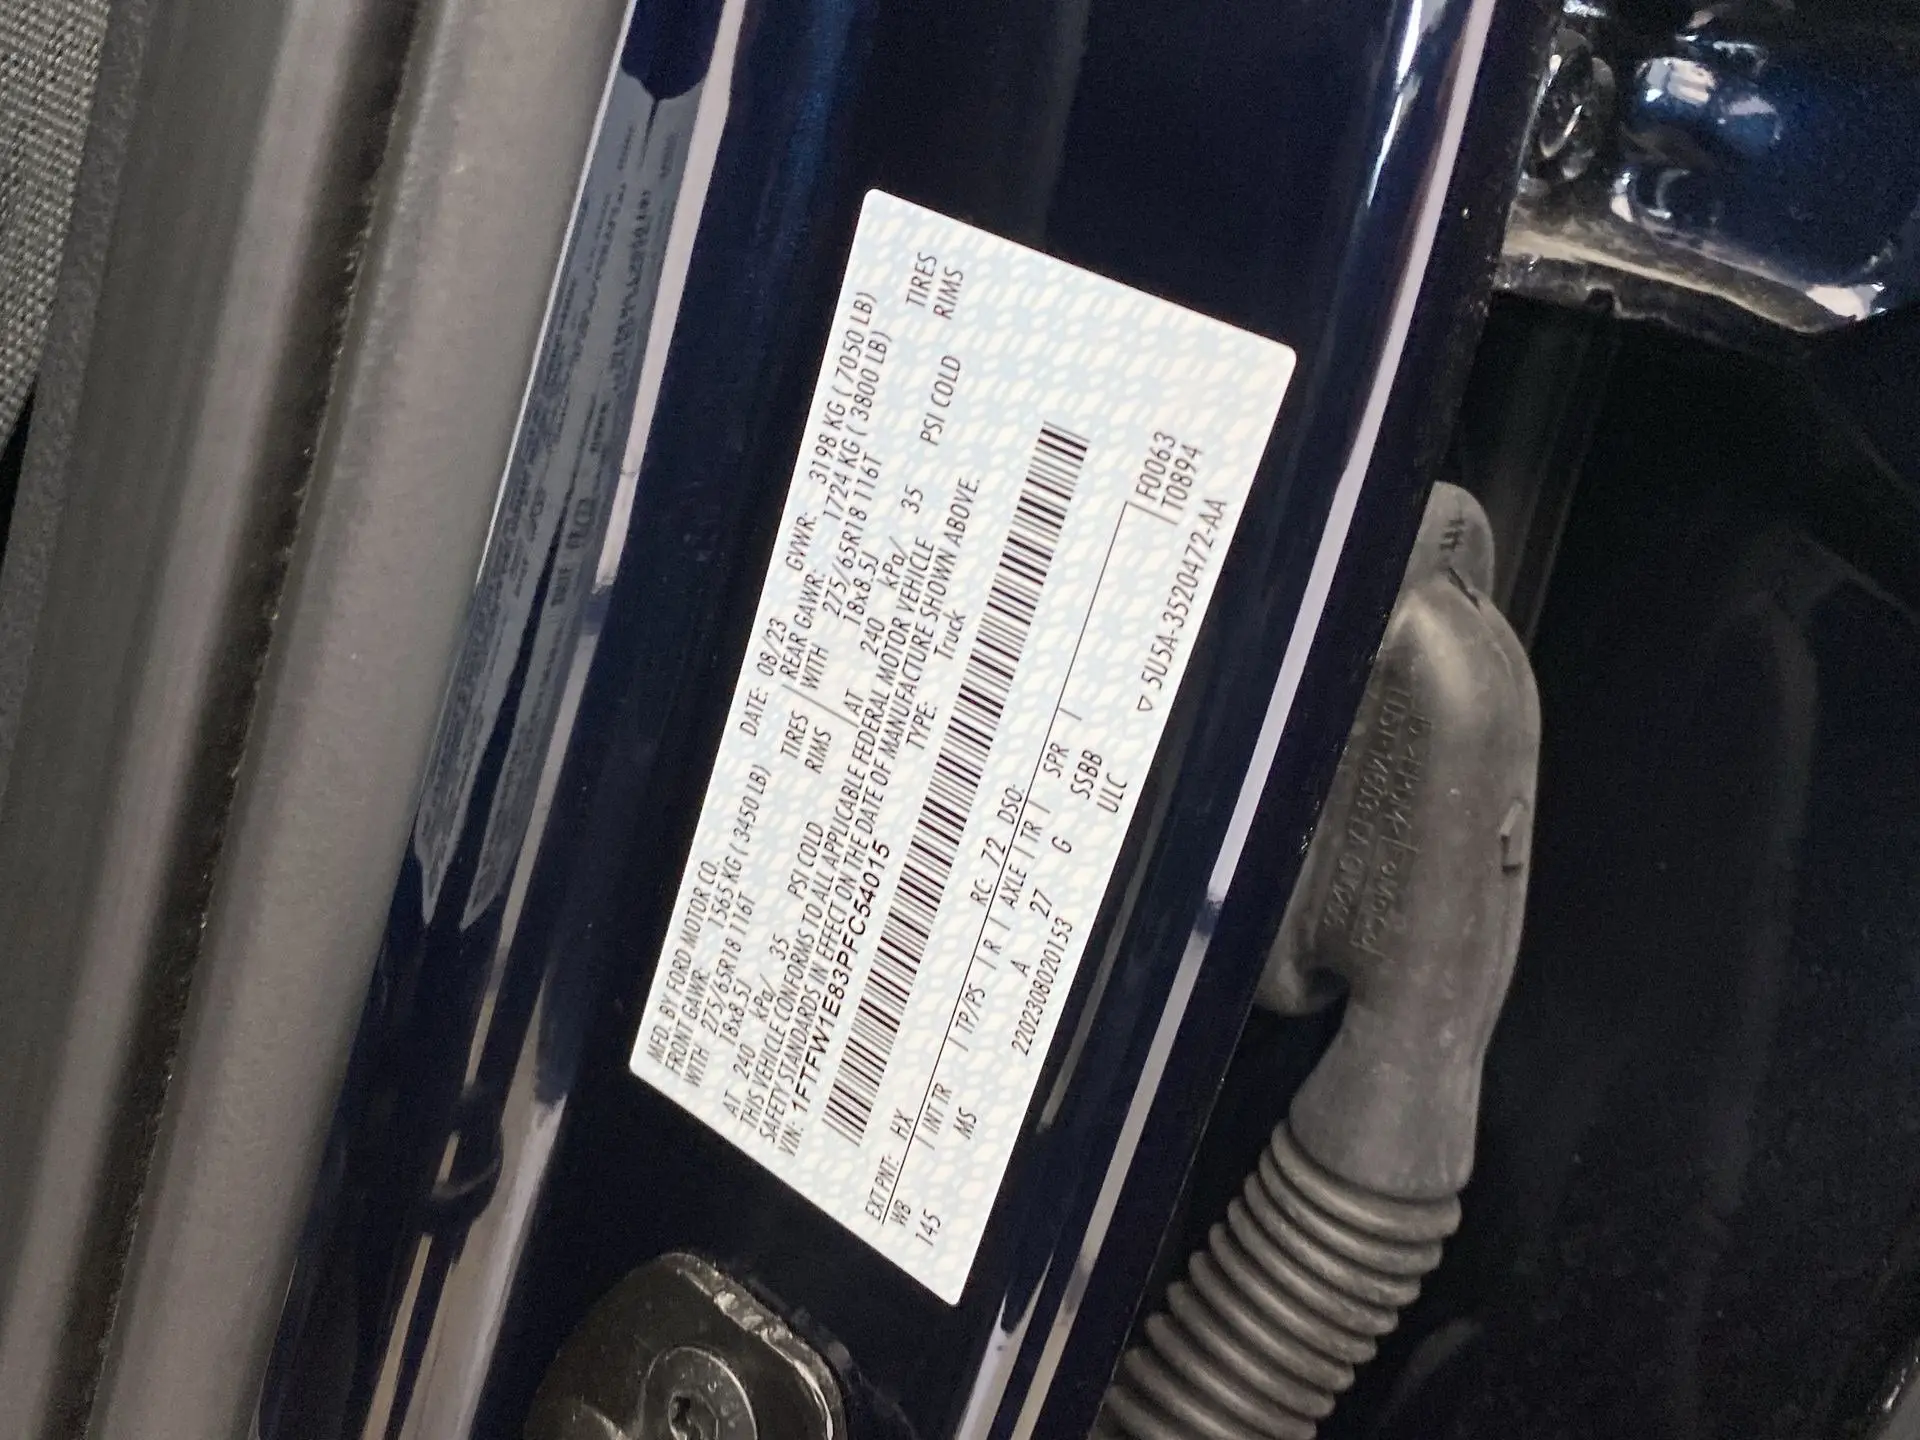 MFD. BY FORD MOTOR CO. DATE: 08/23 GVWR: 3198 KG ( 7050 LB)
FRONT GAWR: 1565 KG ( 3450 LB) REAR GAWR: 1724 KG ( 3800 LB)
WITH 275/65R18 116T TIRES WITH 275/65R18 116T TIRES
18x8.5J RIMS 18x8.5J RIMS
AT 240 kPa/ 35 PSI COLD AT 240 kPa/ 35 PSI COLD
THIS VEHICLE CONFORMS TO ALL APPLICABLE FEDERAL MOTOR VEHICLE
SAFETY STANDARDS IN EFFECT ON THE DATE OF MANUFACTURE SHOWN ABOVE.
VIN: 1FTFW1E83PFC54015 TYPE: Truck
EXT PNT: HX RC: 72 DSO: F0063
WB INT TR TP/PS R AXLE TR SPR T0894
145 MS A 27 G SSBB
2202308020153 ULC
▽ 5U5A-3520472-AA